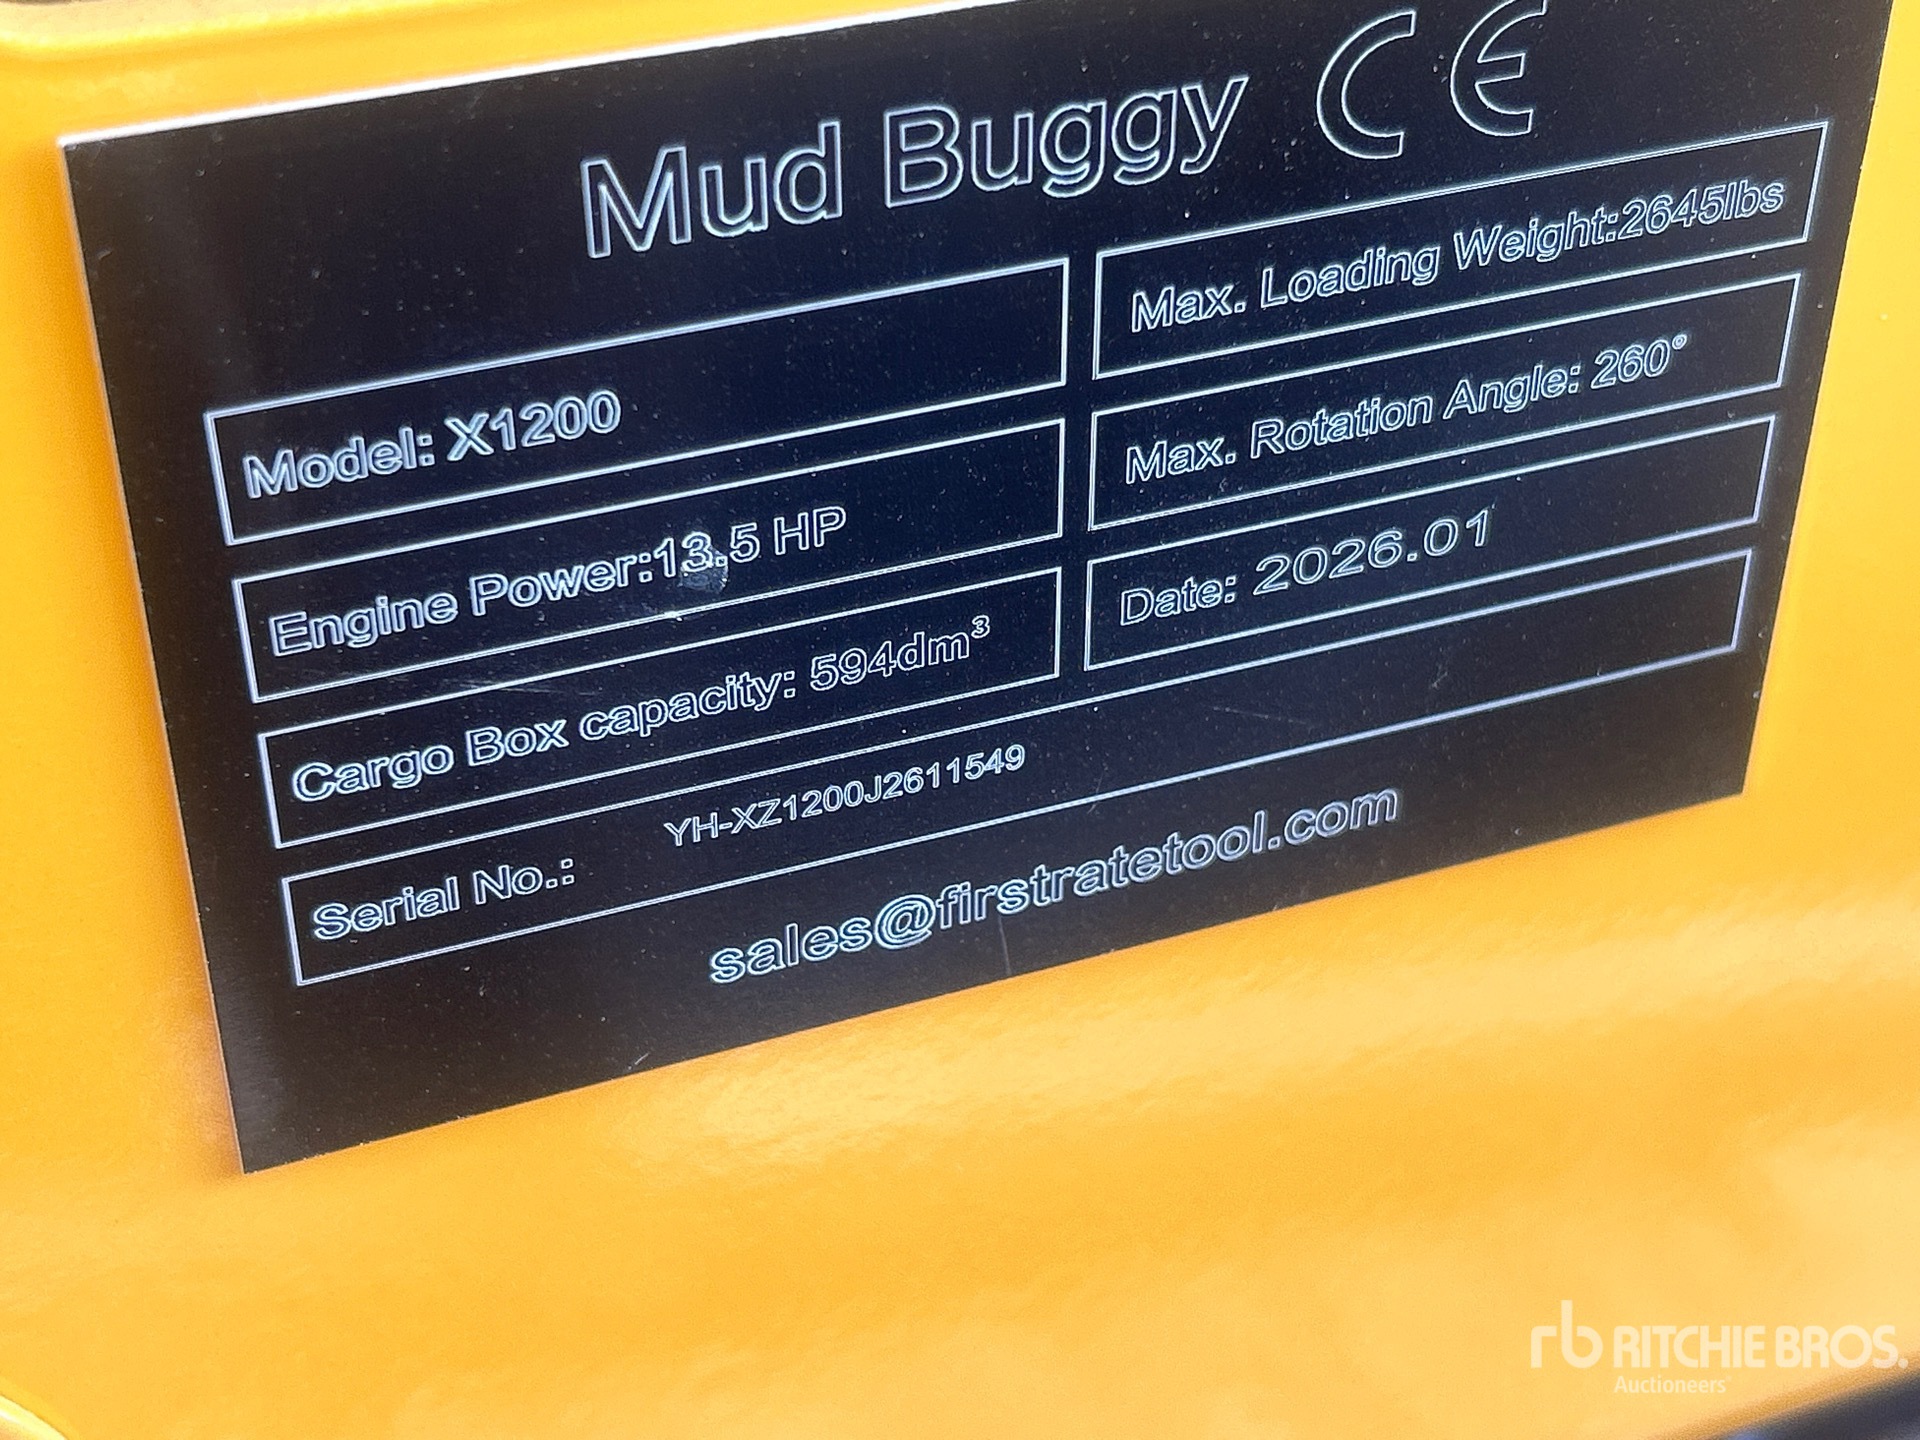 Mud Buggy CE
Model: X1200
Max. Loading Weight:2645lbs
Engine Power:13.5 HP
Max. Rotation Angle: 260°
Cargo Box capacity: 594dm³
Date: 2026.01
Serial No.: YH-XZ1200J2611549
sales@firstratetool.com
rb RITCHIE BROS.
Auctioneers